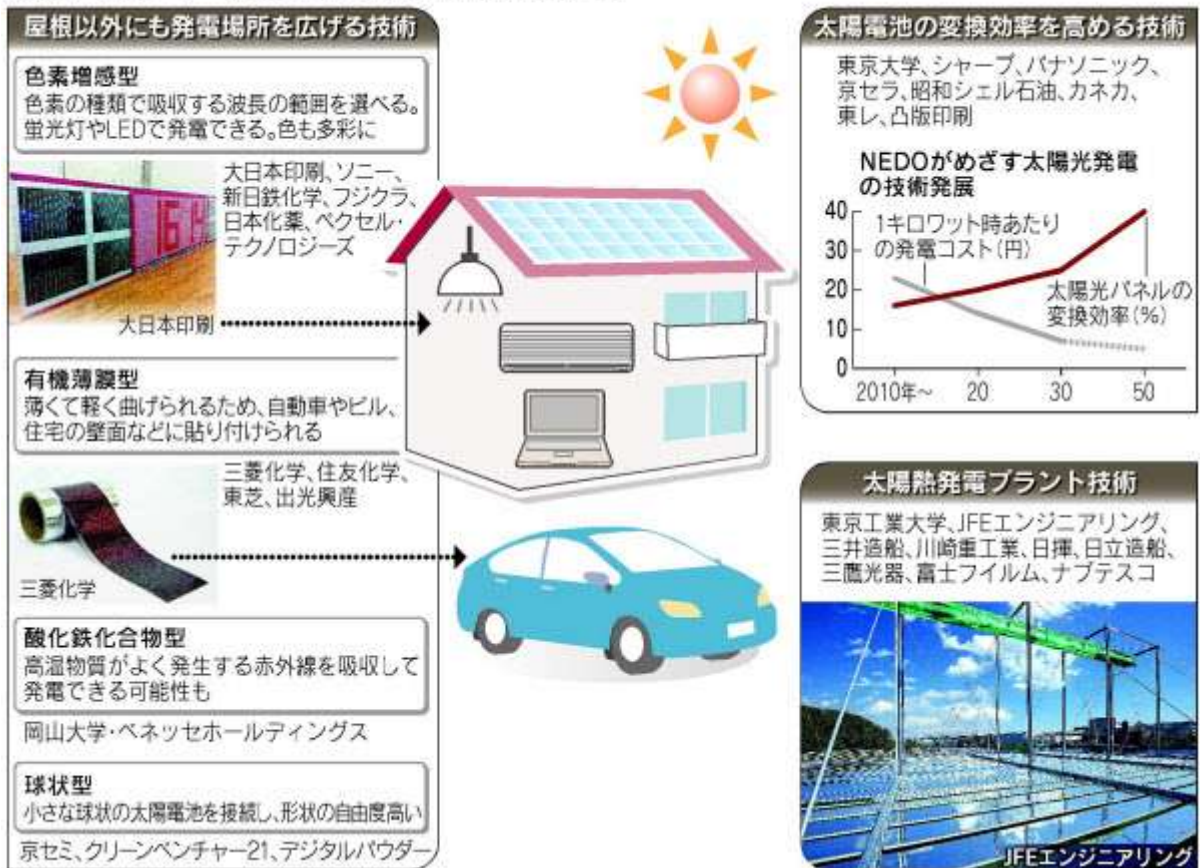 屋根以外にも発電場所を広げる技術
色素増感型
色素の種類で吸収する波長の範囲を選べる。
蛍光灯やLEDで発電できる。色も多彩に
大日本印刷、ソニー、
新日鉄化学、フジクラ、
日本化薬、ペクセル・
テクノロジーズ
大日本印刷
有機薄膜型
薄くて軽く曲げられるため、自動車やビル、
住宅の壁面などに貼り付けられる
三菱化学、住友化学、
東芝、出光興産
三菱化学
酸化鉄化合物型
高温物質がよく発生する赤外線を吸収して
発電できる可能性も
岡山大学・ベネッセホールディングス
球状型
小さな球状の太陽電池を接続し、形状の自由度高い
京セミ、クリーンベンチャー21、デジタルパウダー
太陽電池の変換効率を高める技術
東京大学、シャープ、パナソニック、
京セラ、昭和シェル石油、カネカ、
東レ、凸版印刷
NEDOがめざす太陽光発電
の技術発展
40
30
20
10
0
1キロワット時あたり
の発電コスト(円)
太陽光パネルの
変換効率(%)
2010年〜 20 30 50
太陽熱発電プラント技術
東京工業大学、JFEエンジニアリング、
三井造船、川崎重工業、日揮、日立造船、
三鷹光器、富士フイルム、ナブテスコ
JFEエンジニアリング